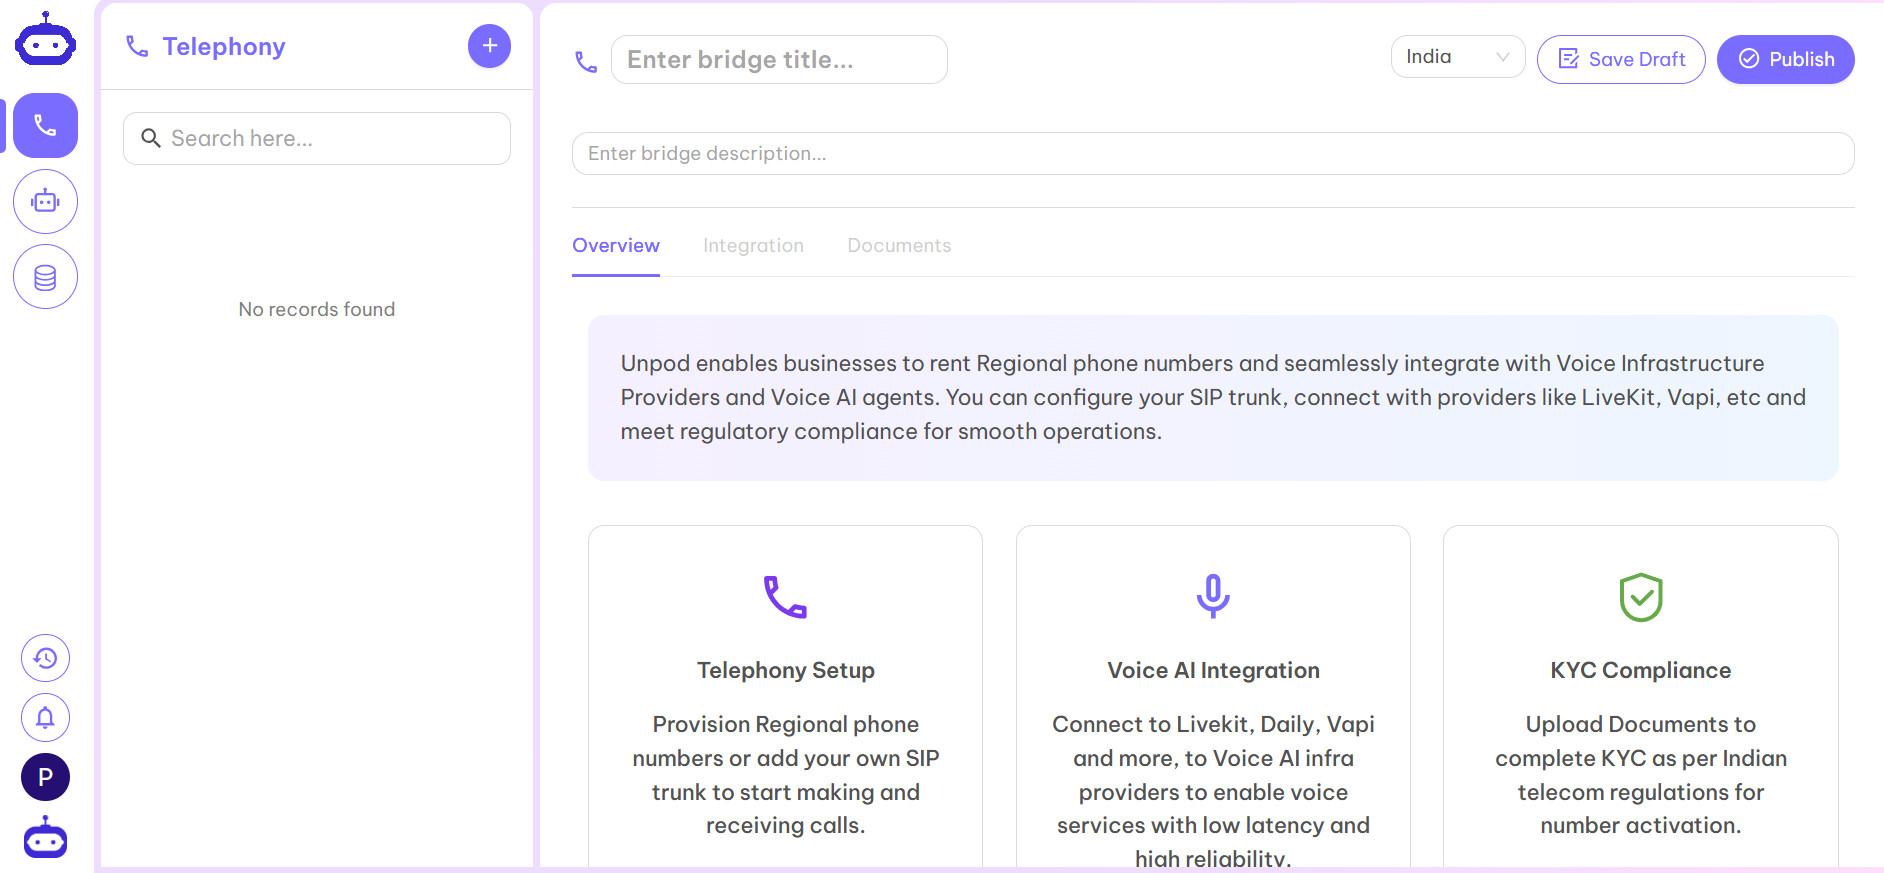 Telephony
Enter bridge title...
India
Save Draft
Publish
Search here...
Enter bridge description...
Overview
Integration
Documents
No records found
Unpod enables businesses to rent Regional phone numbers and seamlessly integrate with Voice Infrastructure
Providers and Voice AI agents. You can configure your SIP trunk, connect with providers like LiveKit, Vapi, etc and
meet regulatory compliance for smooth operations.
Telephony Setup
Provision Regional phone
numbers or add your own SIP
trunk to start making and
receiving calls.
Voice AI Integration
Connect to Livekit, Daily, Vapi
and more, to Voice AI infra
providers to enable voice
services with low latency and
high reliability.
KYC Compliance
Upload Documents to
complete KYC as per Indian
telecom regulations for
number activation.
P